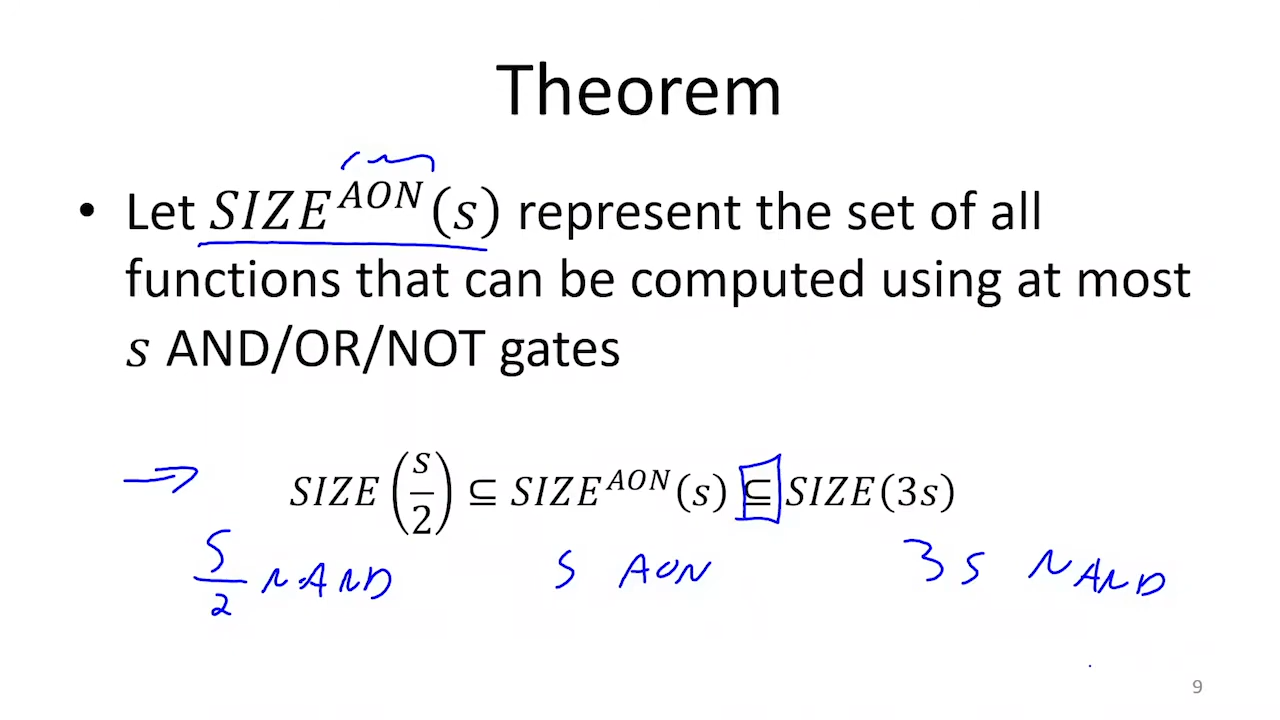 Theorem
• Let 𝑆𝐼𝑍𝐸^{𝐴𝑂𝑁}(𝑠) represent the set of all
functions that can be computed using at most
𝑠 AND/OR/NOT gates
𝑆𝐼𝑍𝐸(𝑠/2) ⊆ 𝑆𝐼𝑍𝐸^{𝐴𝑂𝑁}(𝑠) ⊆ 𝑆𝐼𝑍𝐸(3𝑠)
S/2 NAND S AON 3S NAND
9